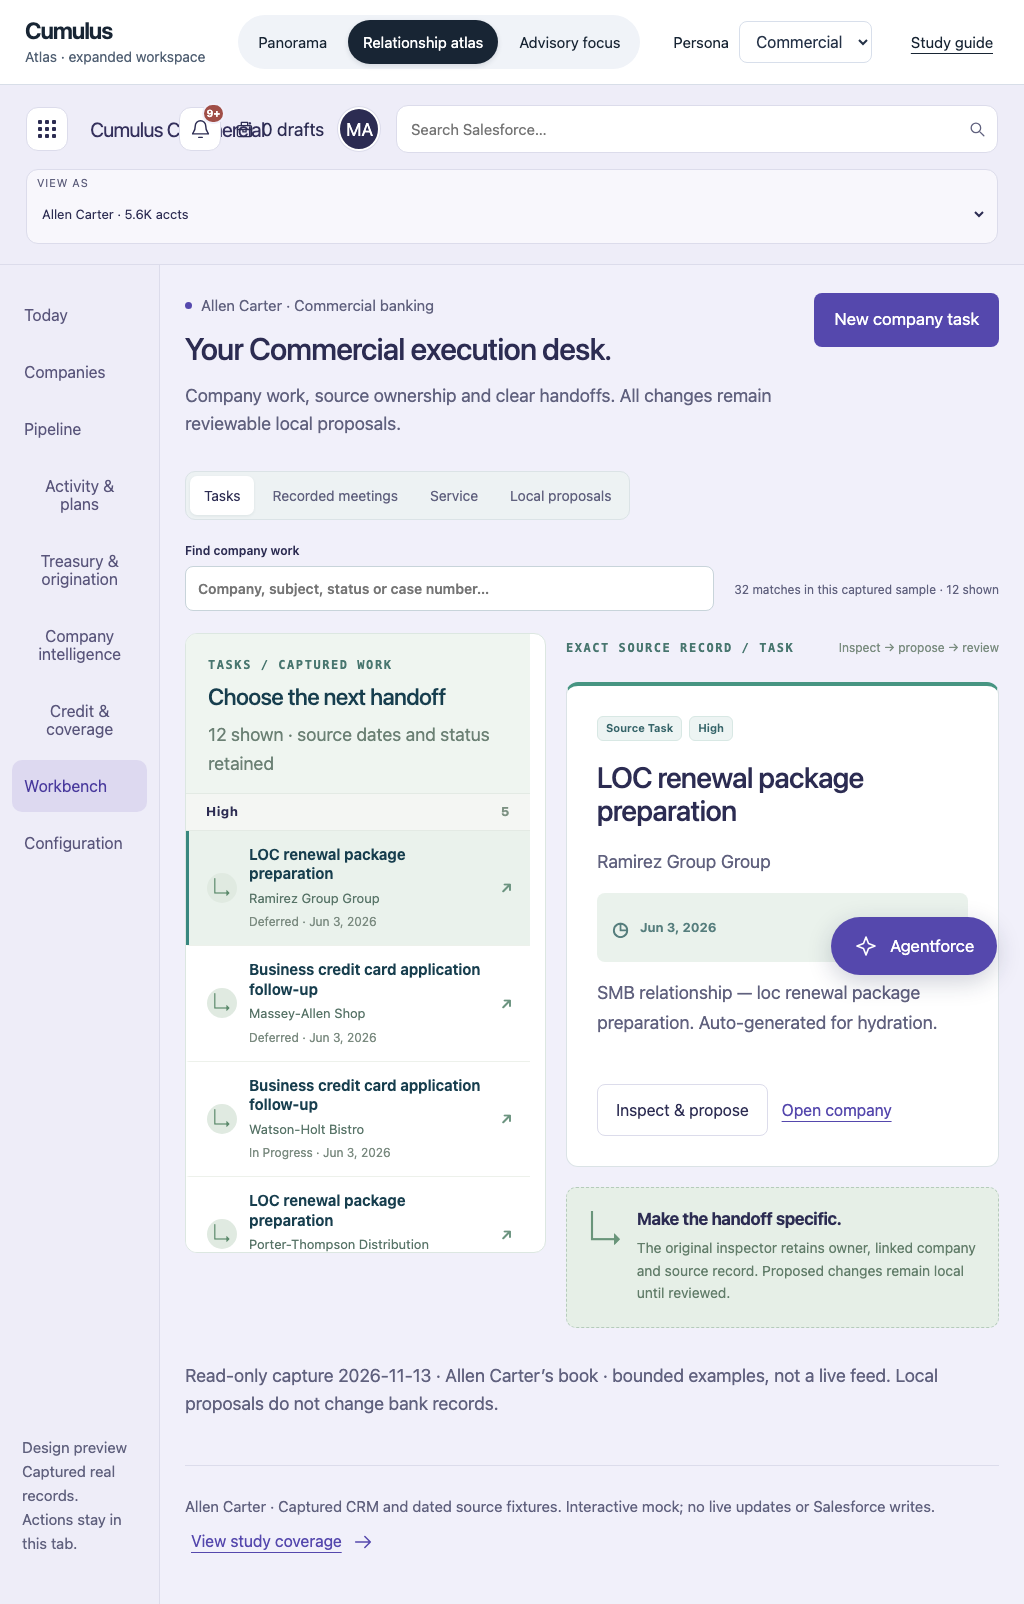 Cumulus
Atlas · expanded workspace
Panorama
Relationship atlas
Advisory focus
Persona
Commercial
Study guide
Cumulus Commercial
9+
0 drafts
MA
Search Salesforce...
VIEW AS
Allen Carter · 5.6K accts
Today
Companies
Pipeline
Activity &
plans
Treasury &
origination
Company
intelligence
Credit &
coverage
Workbench
Configuration
Design preview
Captured real
records.
Actions stay in
this tab.
Allen Carter · Commercial banking
Your Commercial execution desk.
Company work, source ownership and clear handoffs. All changes remain
reviewable local proposals.
New company task
Tasks
Recorded meetings
Service
Local proposals
Find company work
Company, subject, status or case number...
32 matches in this captured sample · 12 shown
TASKS / CAPTURED WORK
Choose the next handoff
12 shown · source dates and status
retained
High
5
LOC renewal package
preparation
Ramirez Group Group
Deferred · Jun 3, 2026
Business credit card application
follow-up
Massey-Allen Shop
Deferred · Jun 3, 2026
Business credit card application
follow-up
Watson-Holt Bistro
In Progress · Jun 3, 2026
LOC renewal package
preparation
Porter-Thompson Distribution
EXACT SOURCE RECORD / TASK
Inspect → propose → review
Source Task
High
LOC renewal package
preparation
Ramirez Group Group
Jun 3, 2026
Agentforce
SMB relationship — loc renewal package
preparation. Auto-generated for hydration.
Inspect & propose
Open company
Make the handoff specific.
The original inspector retains owner, linked company
and source record. Proposed changes remain local
until reviewed.
Read-only capture 2026-11-13 · Allen Carter’s book · bounded examples, not a live feed. Local
proposals do not change bank records.
Allen Carter · Captured CRM and dated source fixtures. Interactive mock; no live updates or Salesforce writes.
View study coverage →